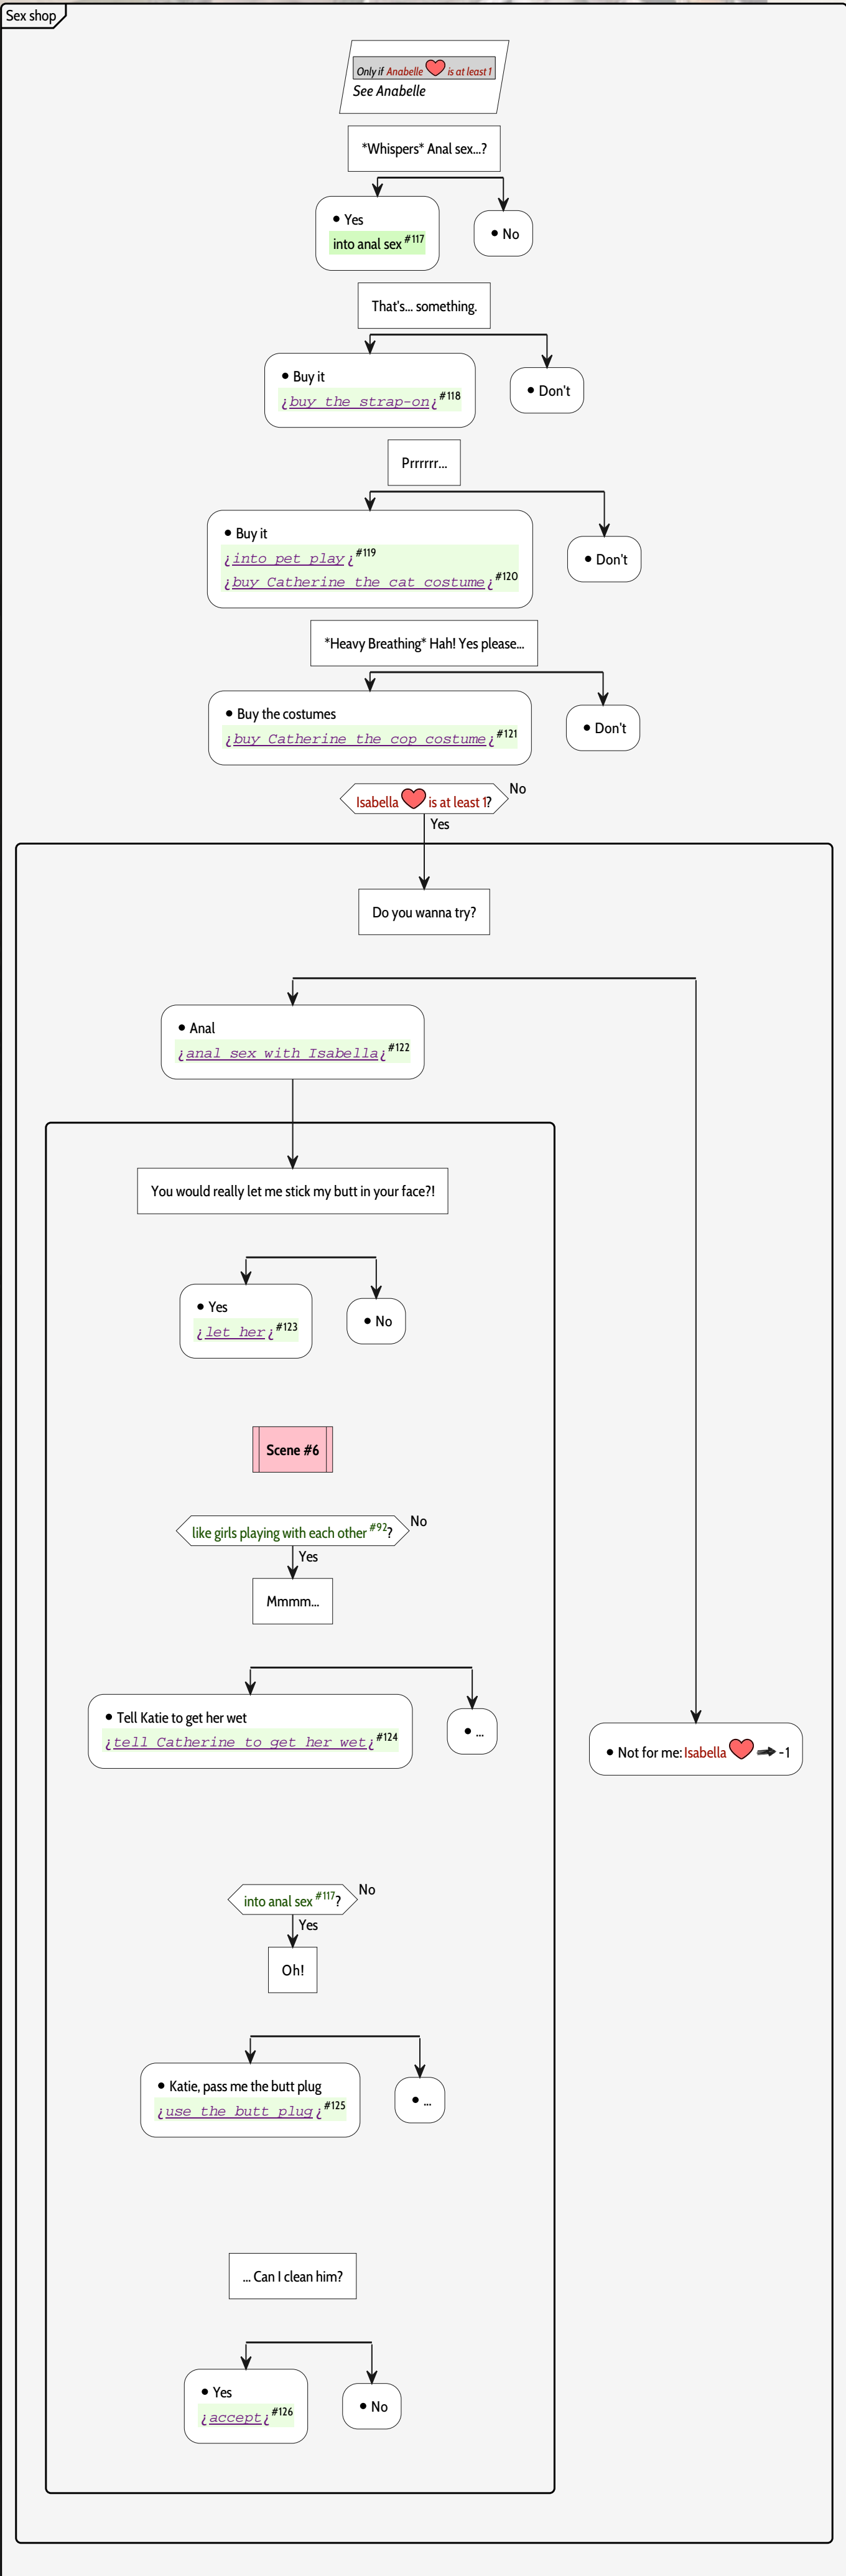 Sex shop
Only if Anabelle is at least 1
See Anabelle
*Whispers* Anal sex...?
• Yes
into anal sex #117
• No
That's... something.
• Buy it
¿buy the strap-on¿ #118
• Don't
Prrrrrr...
• Buy it
¿into pet play¿ #119
¿buy Catherine the cat costume¿ #120
• Don't
*Heavy Breathing* Hah! Yes please...
• Buy the costumes
¿buy Catherine the cop costume¿ #121
• Don't
Isabella is at least 1?
No
Yes
Do you wanna try?
• Anal
¿anal sex with Isabella¿ #122
You would really let me stick my butt in your face?!
• Yes
¿let her¿ #123
• No
Scene #6
like girls playing with each other #92?
No
Yes
Mmmm...
• Tell Katie to get her wet
¿tell Catherine to get her wet¿ #124
• ...
• Not for me: Isabella ➡ -1
into anal sex #117?
No
Yes
Oh!
• Katie, pass me the butt plug
¿use the butt plug¿ #125
• ...
... Can I clean him?
• Yes
¿accept¿ #126
• No